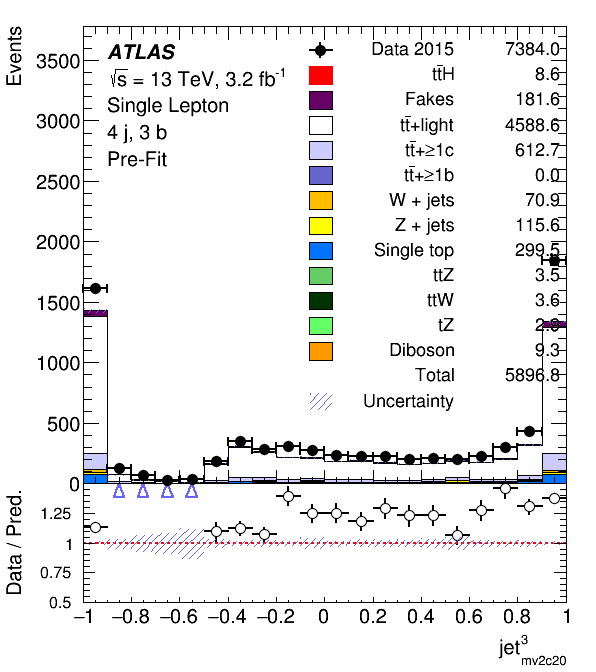 Events
3500
3000
2500
2000
1500
1000
500
0
ATLAS
√s = 13 TeV, 3.2 fb⁻¹
Single Lepton
4 j, 3 b
Pre-Fit
Data 2015 7384.0
tt̄H 8.6
Fakes 181.6
tt̄+light 4588.6
tt̄+≥1c 612.7
tt̄+≥1b 0.0
W + jets 70.9
Z + jets 115.6
Single top 299.5
ttZ 3.5
ttW 3.6
tZ
Diboson 9.3
Total 5896.8
Uncertainty
Data / Pred.
1.25
1
0.75
0.5
−1 −0.8 −0.6 −0.4 −0.2 0 0.2 0.4 0.6 0.8 1
jet³mv2c20